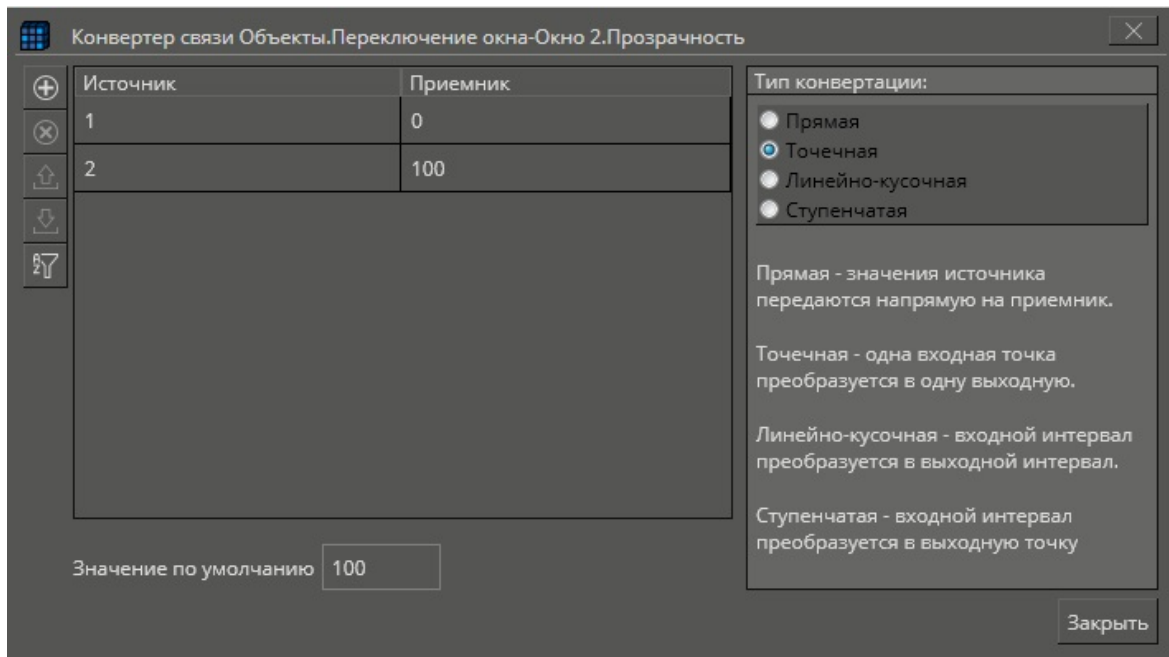 Конвертер связи Объекты.Переключение окна-Окно 2.Прозрачность
Источник Приемник
1 0
2 100
Значение по умолчанию 100
Тип конвертации:
Прямая
Точечная
Линейно-кусочная
Ступенчатая
Прямая - значения источника
передаются напрямую на приемник.
Точечная - одна входная точка
преобразуется в одну выходную.
Линейно-кусочная - входной интервал
преобразуется в выходной интервал.
Ступенчатая - входной интервал
преобразуется в выходную точку
Закрыть